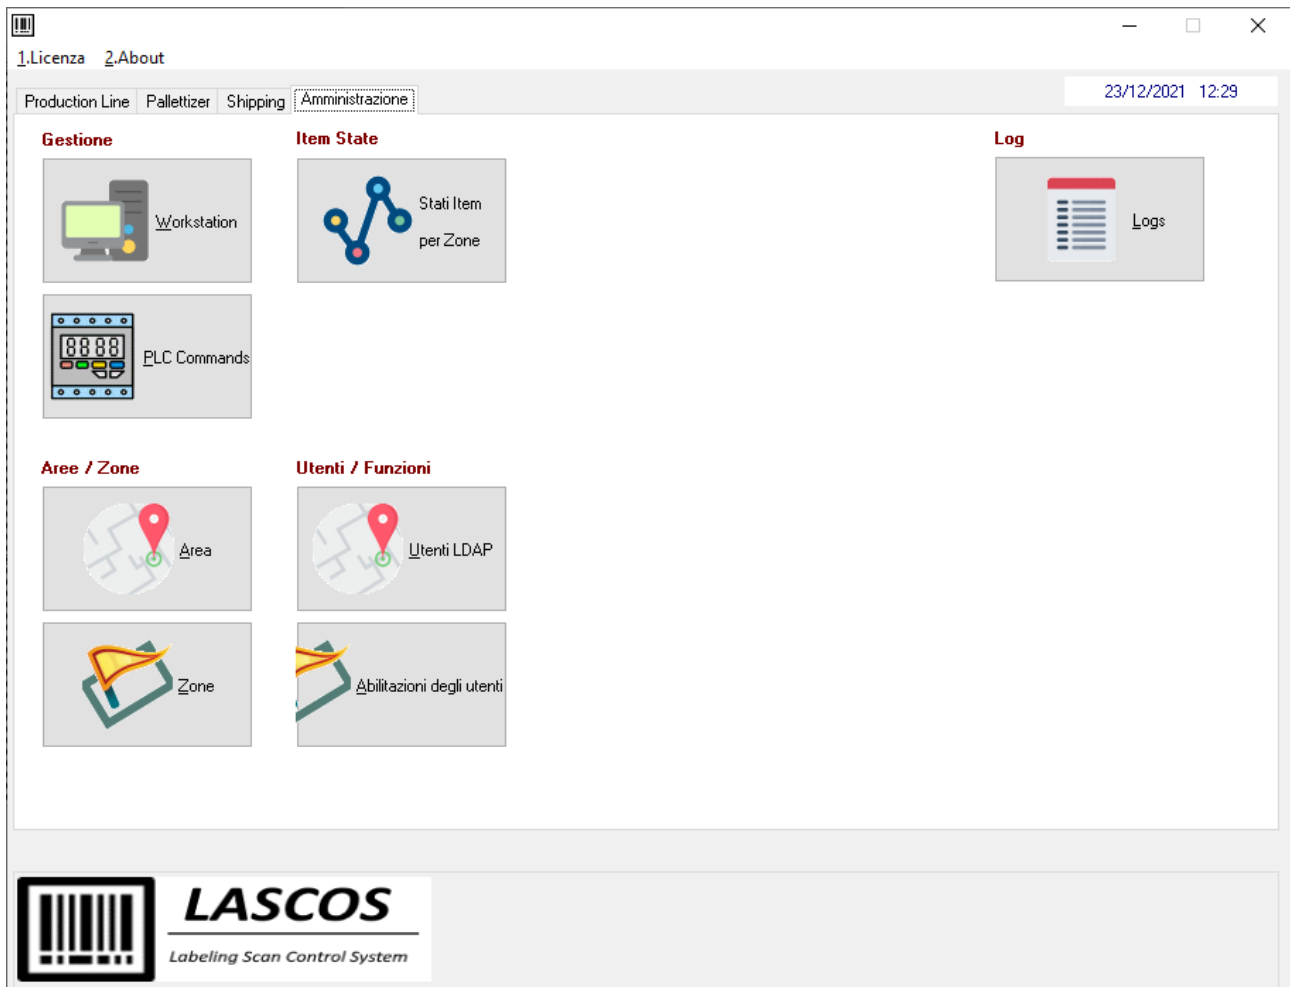 1.Licenza 2.About
Production Line Pallettizer Shipping Amministrazione
23/12/2021 12:29
Gestione
Item State
Log
Workstation
Stati Item
per Zone
Logs
8888
PLC Commands
Aree / Zone
Utenti / Funzioni
Area
Utenti LDAP
Zone
Abilitazioni degli utenti
LASCOS
Labeling Scan Control System